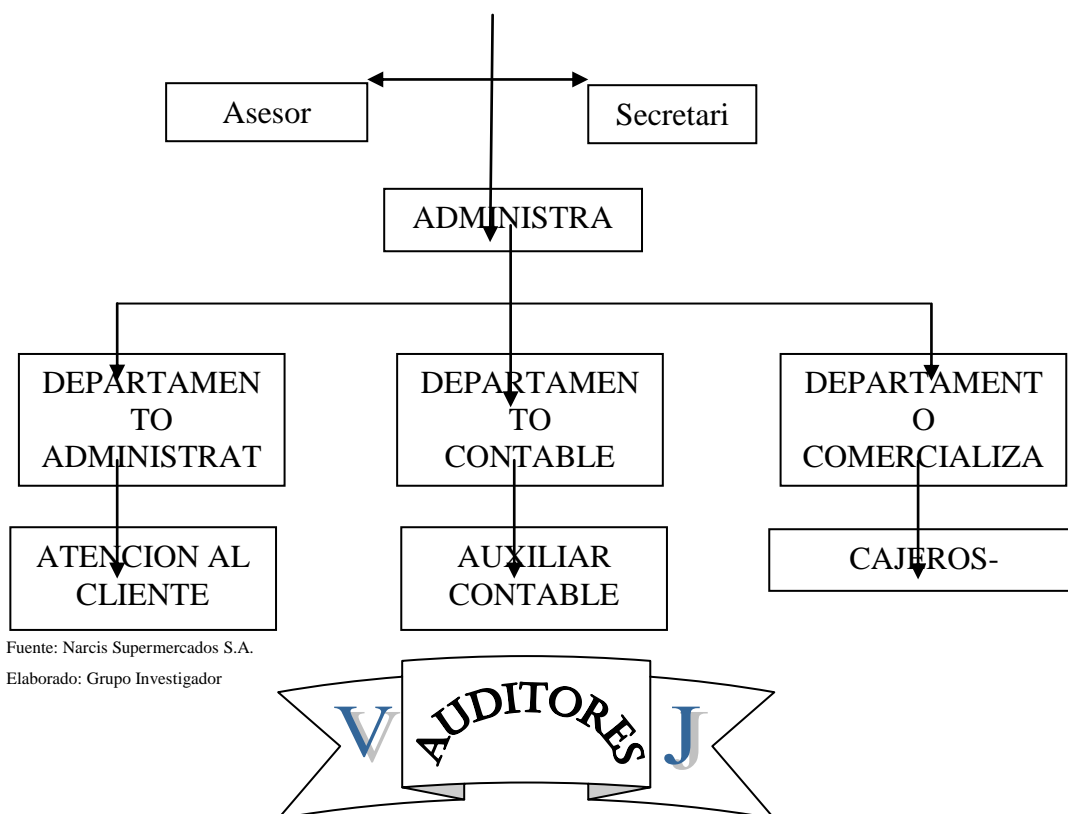 Asesor
Secretari
ADMINISTRA
DEPARTAMEN
TO
ADMINISTRAT
DEPARTAMEN
TO
CONTABLE
DEPARTAMENT
O
COMERCIALIZA
ATENCION AL
CLIENTE
AUXILIAR
CONTABLE
CAJEROS-
Fuente: Narcis Supermercados S.A.
Elaborado: Grupo Investigador
V AUDITORES J